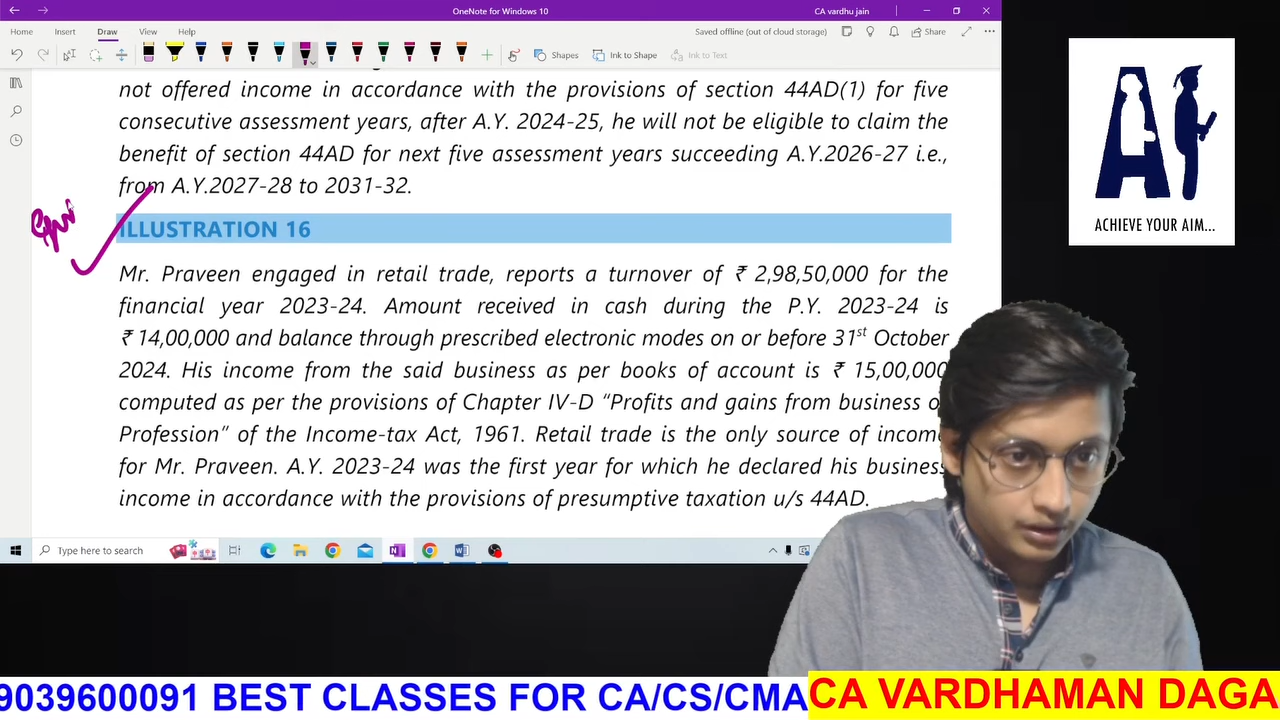 OneNote for Windows 10
CA vardhu jain
Home Insert Draw View Help
Saved offline (out of cloud storage)
Share
Shapes
Ink to Shape
Ink to Text
not offered income in accordance with the provisions of section 44AD(1) for five
consecutive assessment years, after A.Y. 2024-25, he will not be eligible to claim the
benefit of section 44AD for next five assessment years succeeding A.Y.2026-27 i.e.,
from A.Y.2027-28 to 2031-32.
ILLUSTRATION 16
Mr. Praveen engaged in retail trade, reports a turnover of ₹ 2,98,50,000 for the
financial year 2023-24. Amount received in cash during the P.Y. 2023-24 is
₹ 14,00,000 and balance through prescribed electronic modes on or before 31st October
2024. His income from the said business as per books of account is ₹ 15,00,000
computed as per the provisions of Chapter IV-D “Profits and gains from business o
Profession” of the Income-tax Act, 1961. Retail trade is the only source of income
for Mr. Praveen. A.Y. 2023-24 was the first year for which he declared his business
income in accordance with the provisions of presumptive taxation u/s 44AD.
Type here to search
A
ACHIEVE YOUR AIM...
9039600091 BEST CLASSES FOR CA/CS/CMA CA VARDHAMAN DAGA